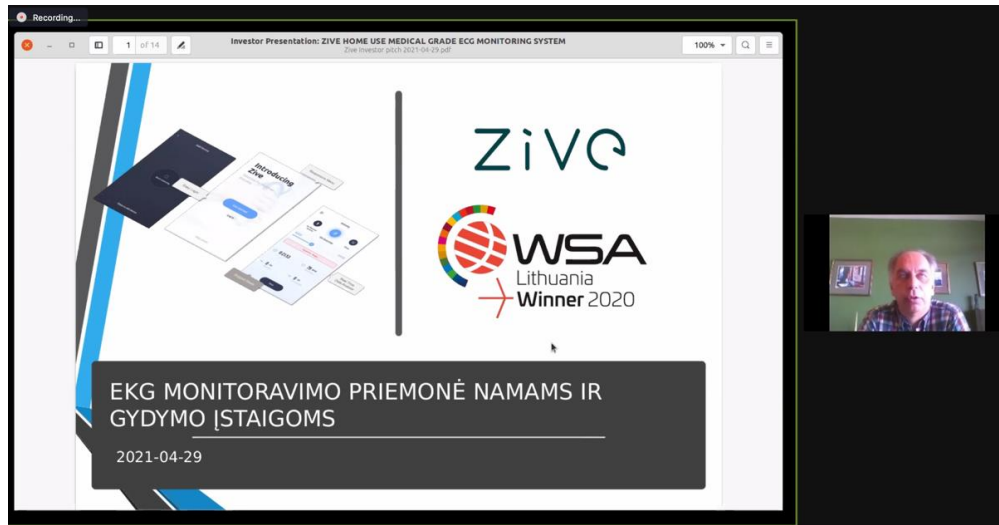 Recording...
1 of 14
Investor Presentation: ZIVE HOME USE MEDICAL GRADE ECG MONITORING SYSTEM
Zive investor pitch 2021-04-29.pdf
100%
Introducing
Zive
ZiVe
WSA
Lithuania
Winner 2020
EKG MONITORAVIMO PRIEMONĖ NAMAMS IR
GYDYMO ĮSTAIGOMS
2021-04-29